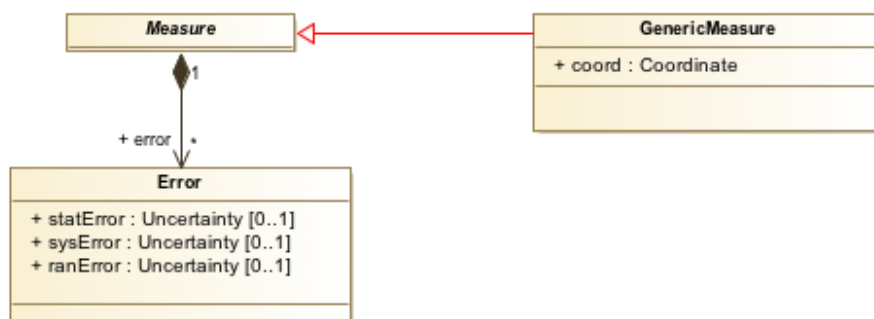 Measure
GenericMeasure
+ coord : Coordinate
1
+ error
*
Error
+ statError : Uncertainty [0..1]
+ sysError : Uncertainty [0..1]
+ ranError : Uncertainty [0..1]